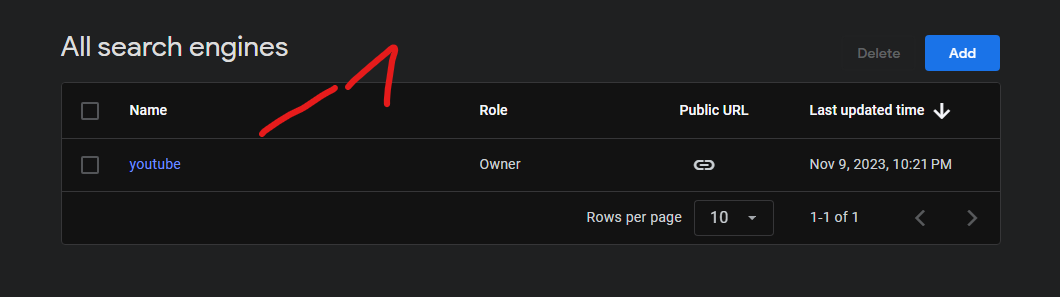 All search engines
Delete
Add
Name Role Public URL Last updated time
youtube Owner Nov 9, 2023, 10:21 PM
Rows per page 10 1-1 of 1